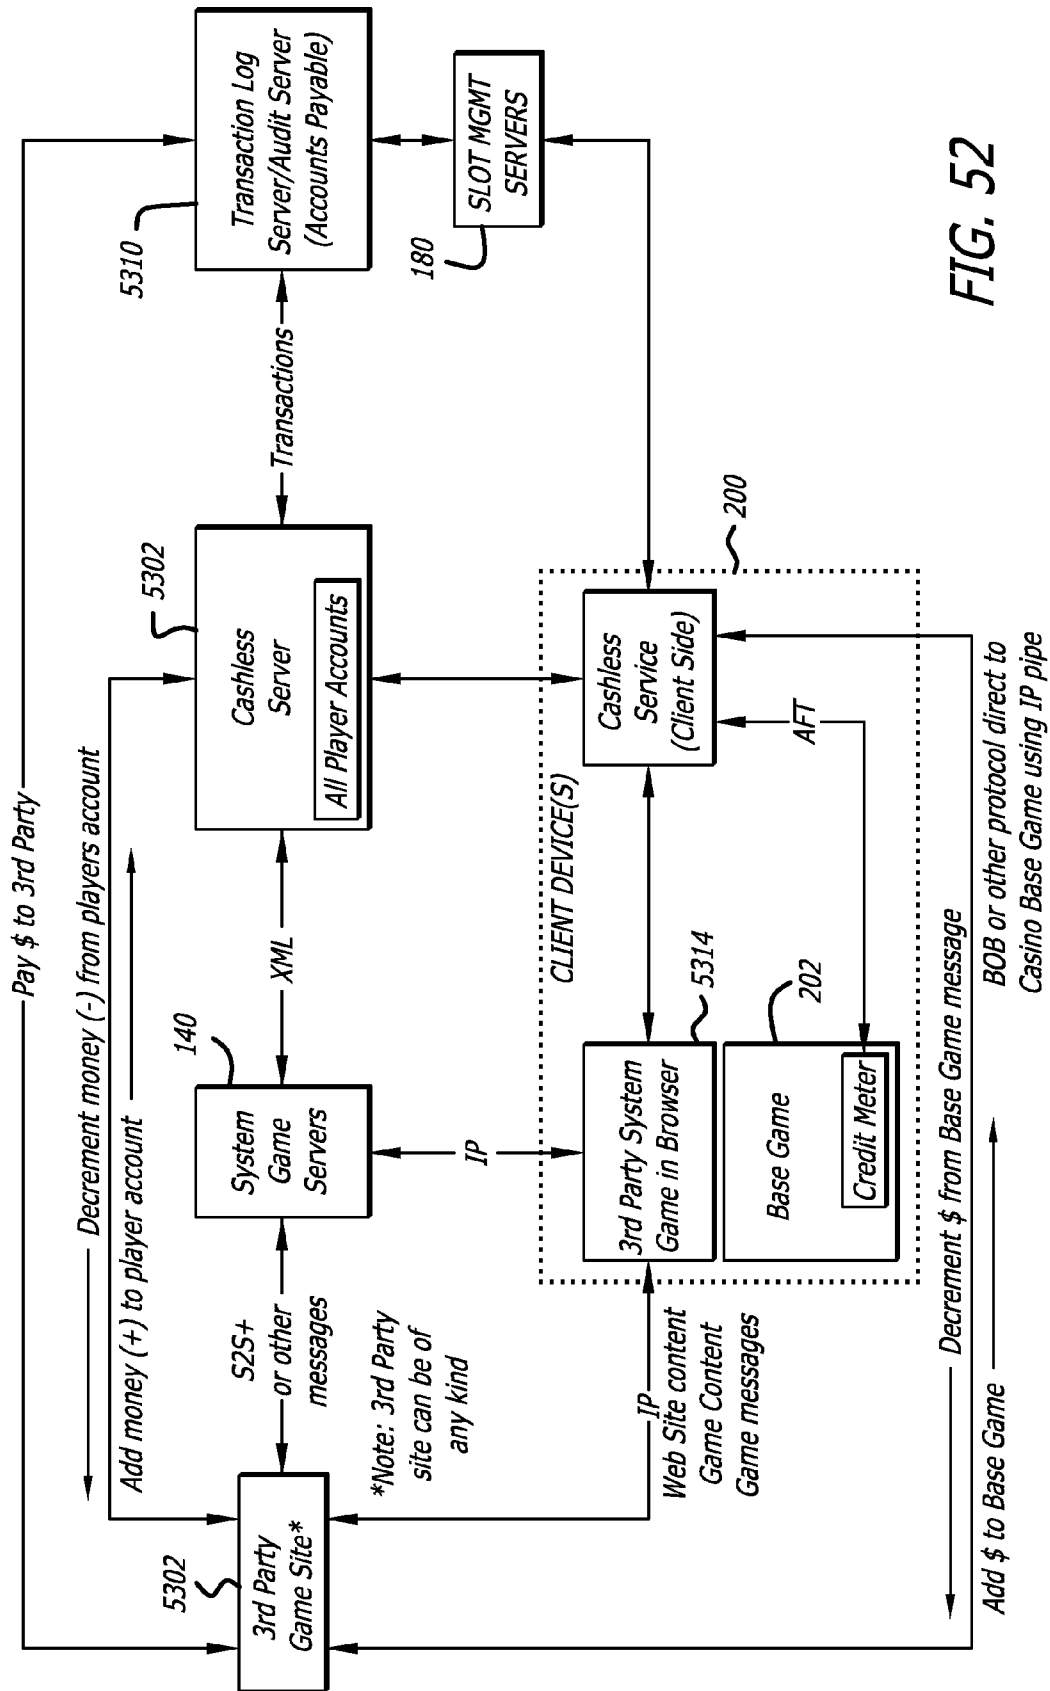 Pay $ to 3rd Party
Decrement money (-) from players account
Add money (+) to player account
5302
3rd Party
Game Site*
S2S+
or other
messages
*Note: 3rd Party
site can be of
any kind
140
System
Game
Servers
XML
5302
Cashless
Server
All Player Accounts
Transactions
5310
Transaction Log
Server/Audit Server
(Accounts Payable)
180
SLOT MGMT
SERVERS
IP
CLIENT DEVICE(S)
200
3rd Party System
Game in Browser
5314
Cashless
Service
(Client Side)
AFT
202
Base Game
Credit Meter
IP
Web Site content
Game Content
Game messages
Decrement $ from Base Game message
Add $ to Base Game
BOB or other protocol direct to
Casino Base Game using IP pipe
FIG. 52